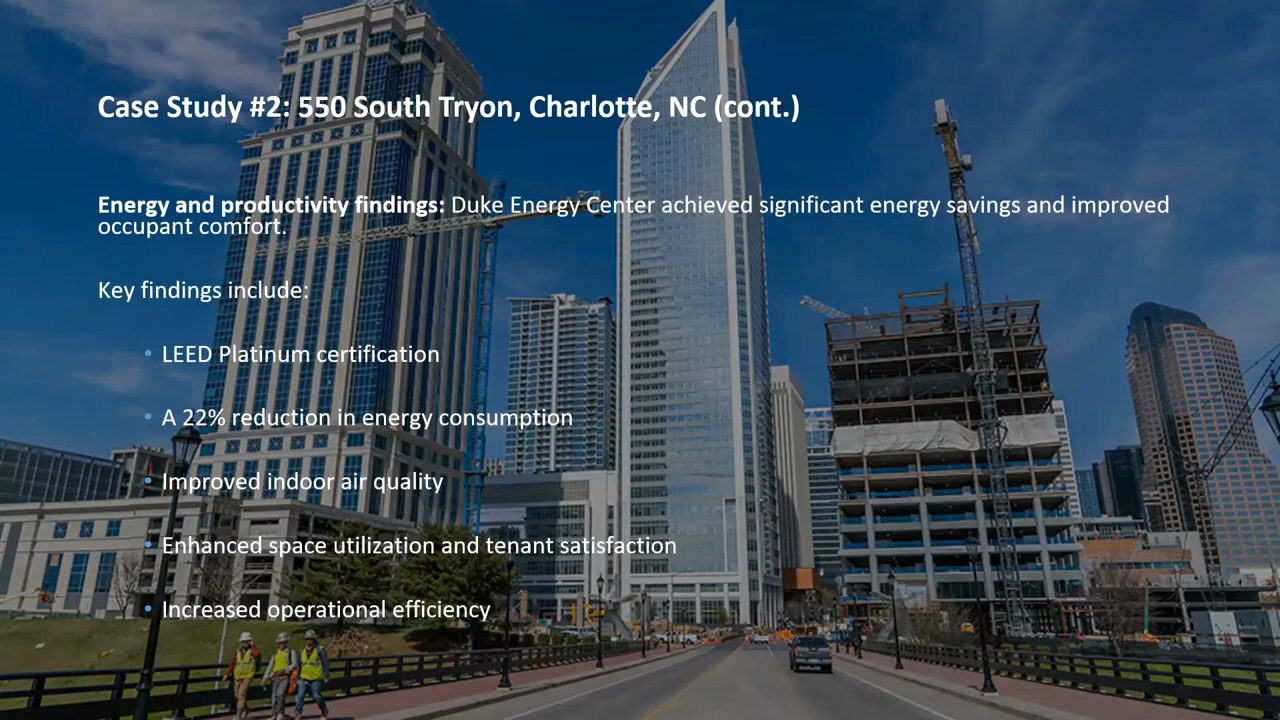 Case Study #2: 550 South Tryon, Charlotte, NC (cont.)
Energy and productivity findings: Duke Energy Center achieved significant energy savings and improved
occupant comfort.
Key findings include:
• LEED Platinum certification
• A 22% reduction in energy consumption
• Improved indoor air quality
• Enhanced space utilization and tenant satisfaction
• Increased operational efficiency